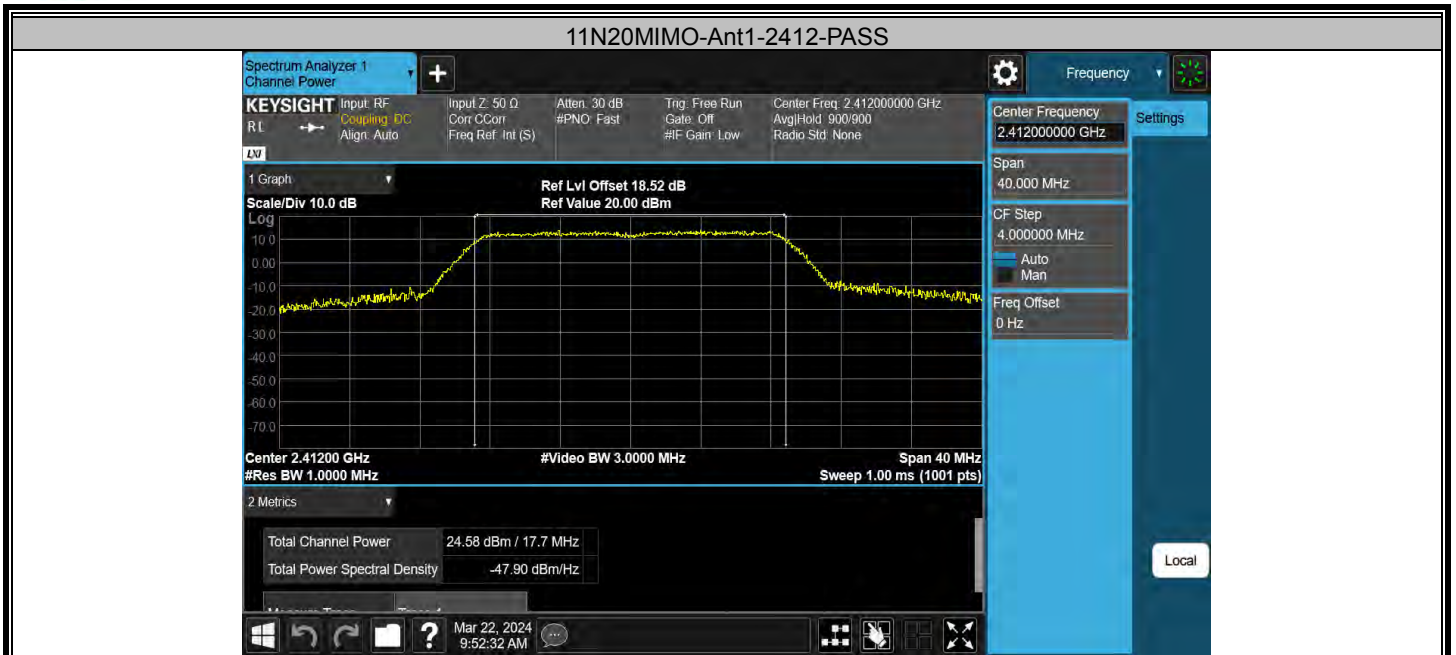 11N20MIMO-Ant1-2412-PASS
Spectrum Analyzer 1
Channel Power
+
Frequency
KEYSIGHT
RL
LXI
Input: RF
Coupling: DC
Align: Auto
Input Z: 50 Ω
Corr CCorr
Freq Ref: Int (S)
Atten: 30 dB
#PNO: Fast
Trig: Free Run
Gate: Off
#IF Gain: Low
Center Freq: 2.412000000 GHz
Avg|Hold: 900/900
Radio Std: None
Center Frequency
2.412000000 GHz
Settings
Span
40.000 MHz
CF Step
4.000000 MHz
Auto
Man
Freq Offset
0 Hz
1 Graph
Ref Lvl Offset 18.52 dB
Scale/Div 10.0 dB
Ref Value 20.00 dBm
Log
10.0
0.00
-10.0
-20.0
-30.0
-40.0
-50.0
-60.0
-70.0
Center 2.41200 GHz
#Video BW 3.0000 MHz
Span 40 MHz
#Res BW 1.0000 MHz
Sweep 1.00 ms (1001 pts)
2 Metrics
Total Channel Power 24.58 dBm / 17.7 MHz
Total Power Spectral Density -47.90 dBm/Hz
Local
?
Mar 22, 2024
9:52:32 AM